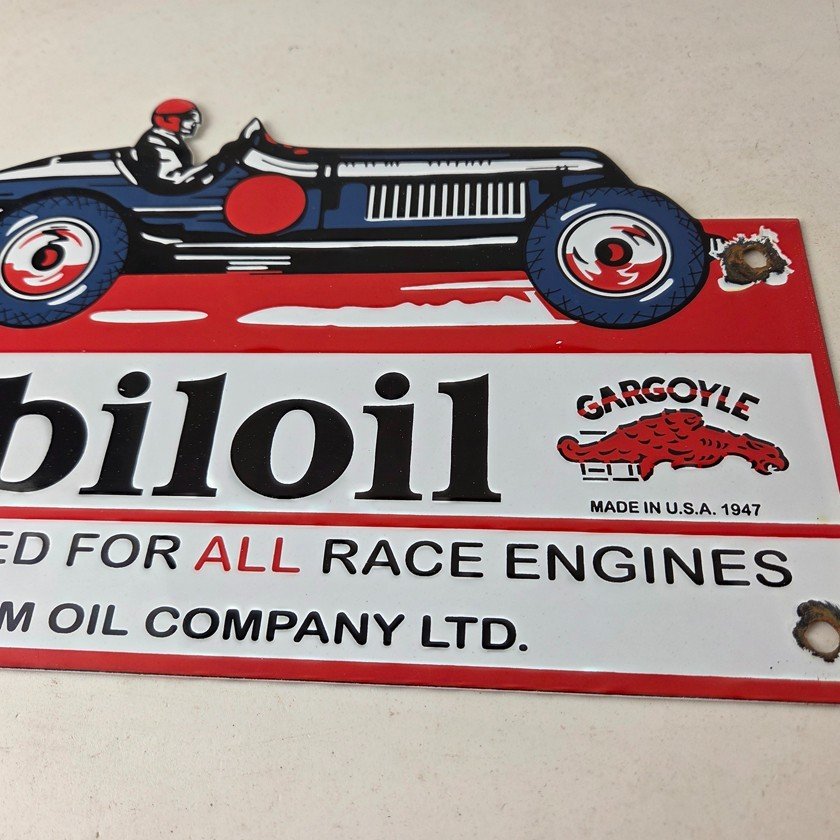 biloil
GARGOYLE
MADE IN U.S.A. 1947
ED FOR ALL RACE ENGINES
M OIL COMPANY LTD.